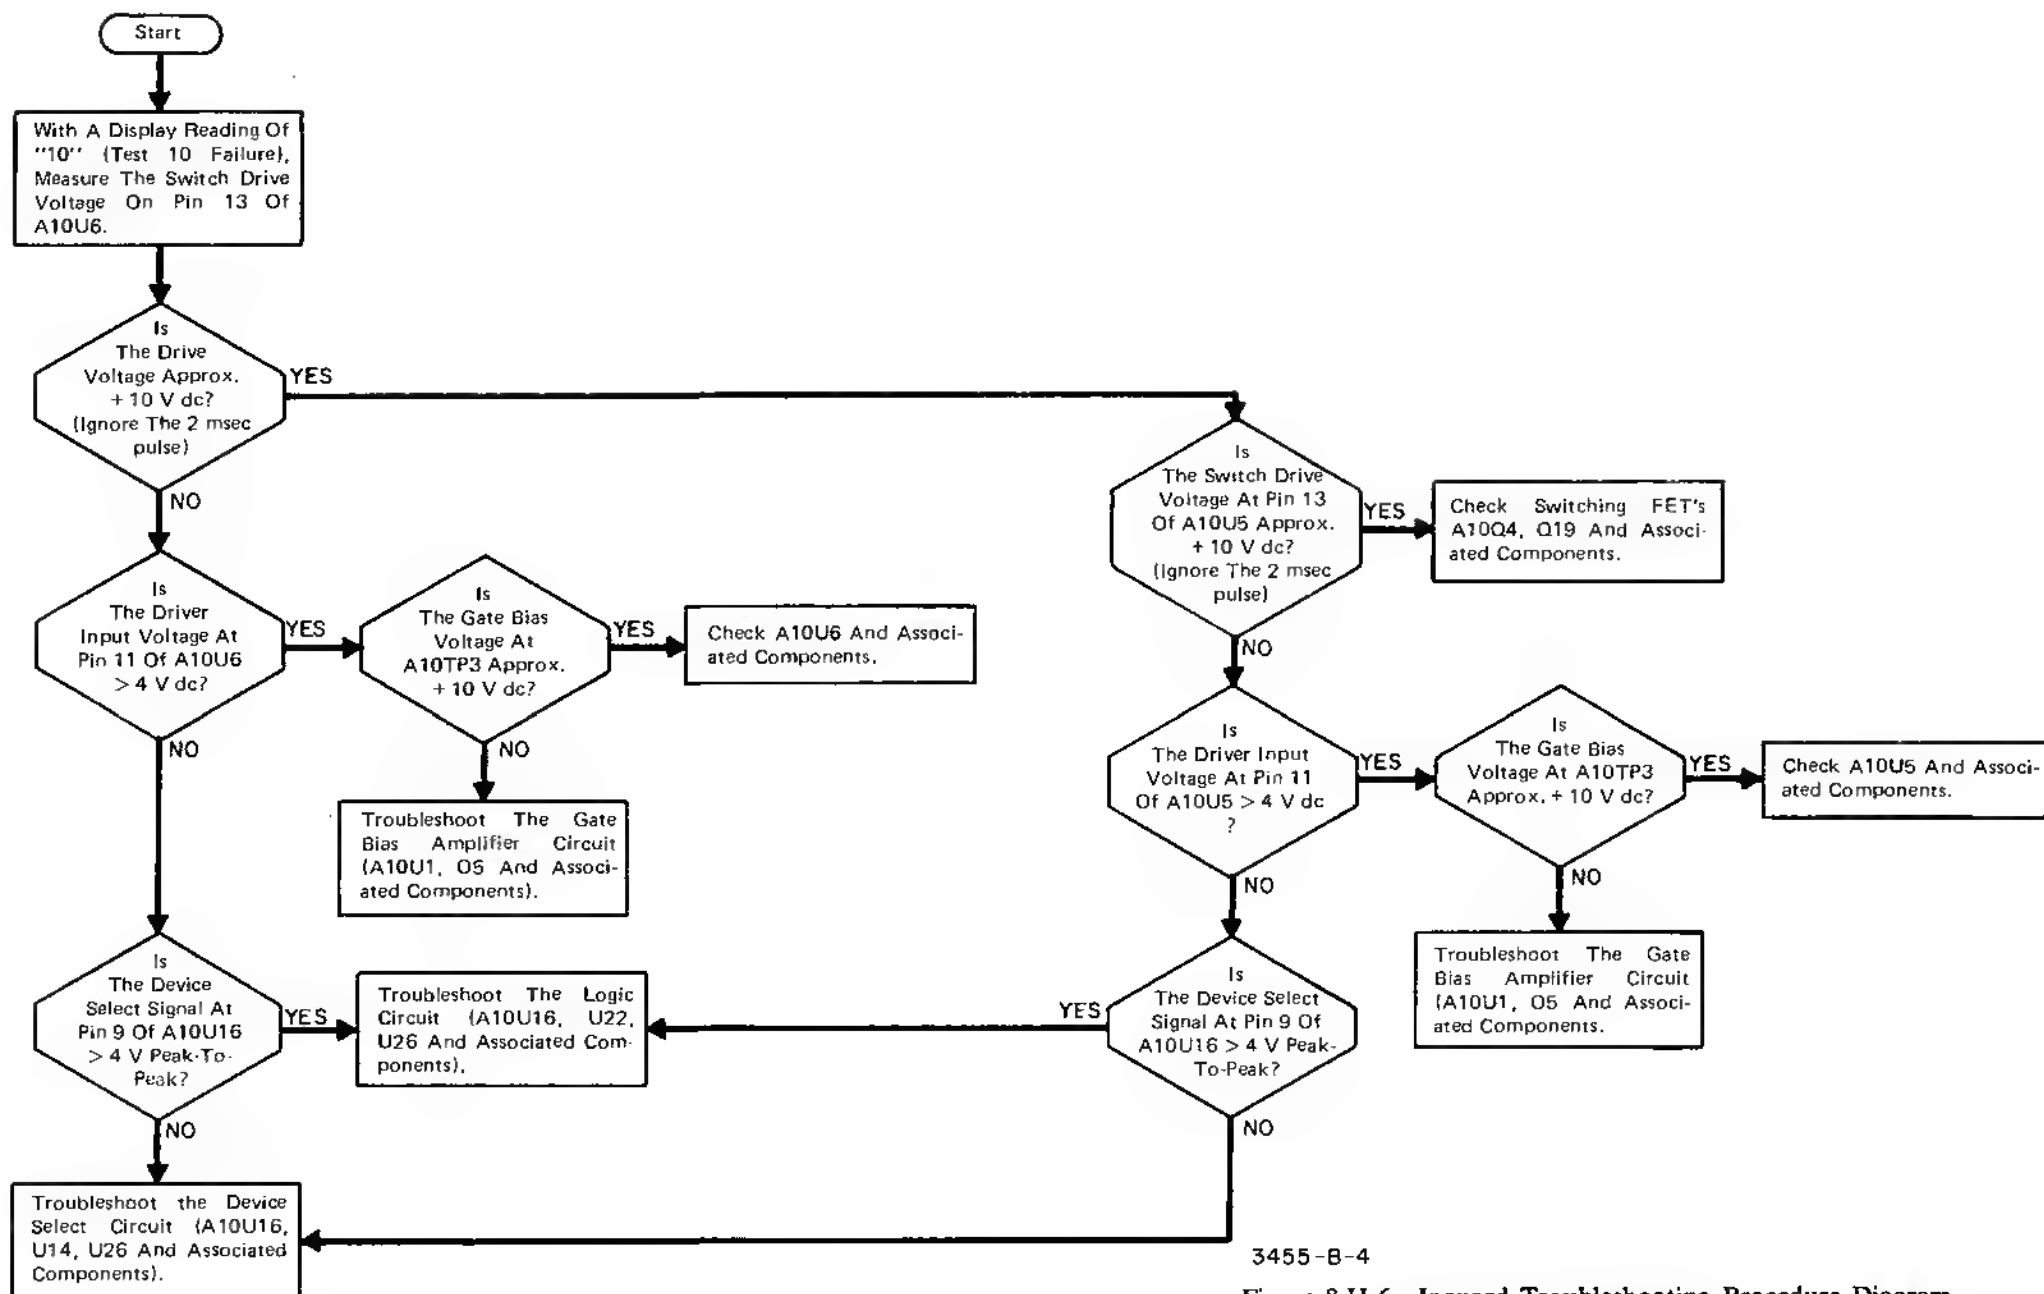 Start
With A Display Reading Of
"10" (Test 10 Failure),
Measure The Switch Drive
Voltage On Pin 13 Of
A10U6.
Is
The Drive
Voltage Approx.
+ 10 V dc?
(Ignore The 2 msec
pulse)
YES
NO
Is
The Switch Drive
Voltage At Pin 13
Of A10U5 Approx.
+ 10 V dc?
(Ignore The 2 msec
pulse)
YES
NO
Check Switching FET's
A10Q4, Q19 And Associ-
ated Components.
Is
The Driver
Input Voltage At
Pin 11 Of A10U6
> 4 V dc?
YES
NO
Is
The Gate Bias
Voltage At
A10TP3 Approx.
+ 10 V dc?
YES
NO
Check A10U6 And Associ-
ated Components.
Troubleshoot The Gate
Bias Amplifier Circuit
(A10U1, O5 And Associ-
ated Components).
Is
The Driver Input
Voltage At Pin 11
Of A10U5 > 4 V dc
?
YES
NO
Is
The Gate Bias
Voltage At A10TP3
Approx. + 10 V dc?
YES
NO
Check A10U5 And Associ-
ated Components.
Troubleshoot The Gate
Bias Amplifier Circuit
(A10U1, O5 And Associ-
ated Components.
Is
The Device
Select Signal At
Pin 9 Of A10U16
> 4 V Peak-To-
Peak?
YES
NO
Troubleshoot The Logic
Circuit (A10U16, U22,
U26 And Associated Com-
ponents).
YES
Is
The Device Select
Signal At Pin 9 Of
A10U16 > 4 V Peak-
To-Peak?
NO
Troubleshoot the Device
Select Circuit (A10U16,
U14, U26 And Associated
Components).
3455-B-4
Figure 8-H-6. Inguard Troubleshooting Procedure Diagram